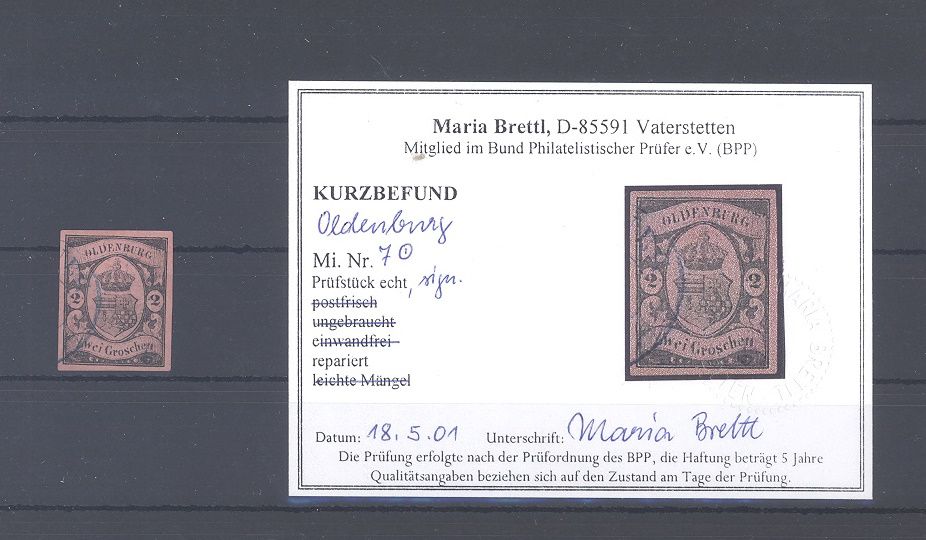 OLDENBURG
2 2
Zwei Groschen
Maria Brettl, D-85591 Vaterstetten
Mitglied im Bund Philatelistischer Prüfer e.V. (BPP)
KURZBEFUND
Oldenburg
Mi. Nr. 7
Prüfstück echt, sign.
postfrisch
ungebraucht
einwandfrei
repariert
leichte Mängel
OLDENBURG
2 2
Zwei Groschen
MARIA BRETTL
Datum: 18.5.01 Unterschrift: Maria Brettl
Die Prüfung erfolgte nach der Prüfordnung des BPP, die Haftung beträgt 5 Jahre
Qualitätsangaben beziehen sich auf den Zustand am Tage der Prüfung.